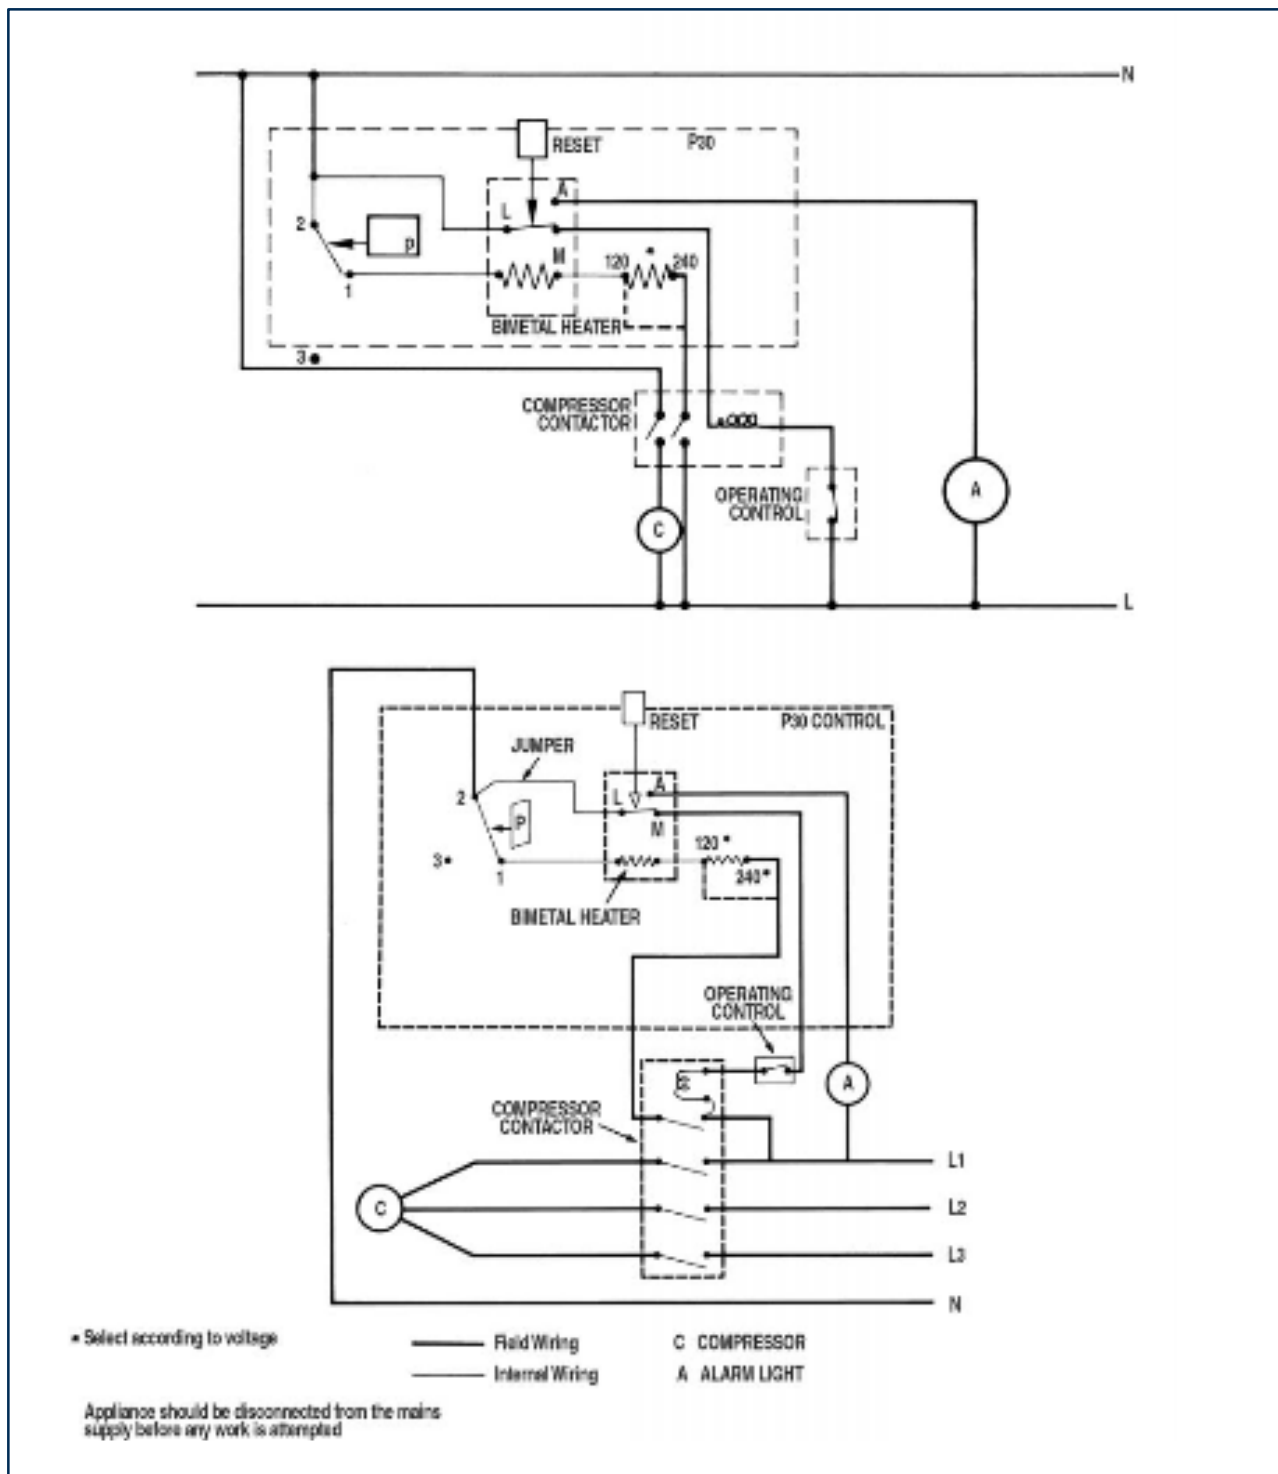 N
RESET
P30
A
L
2
p
M
120
*
240
1
BIMETAL HEATER
3
COMPRESSOR
CONTACTOR
OPERATING
CONTROL
A
C
L
RESET
P30 CONTROL
JUMPER
2
L
A
P
M
120 *
3
1
240 *
BIMETAL HEATER
OPERATING
CONTROL
A
COMPRESSOR
CONTACTOR
L1
C
L2
L3
N
* Select according to voltage
Field Wiring
C COMPRESSOR
Internal Wiring
A ALARM LIGHT
Appliance should be disconnected from the mains
supply before any work is attempted